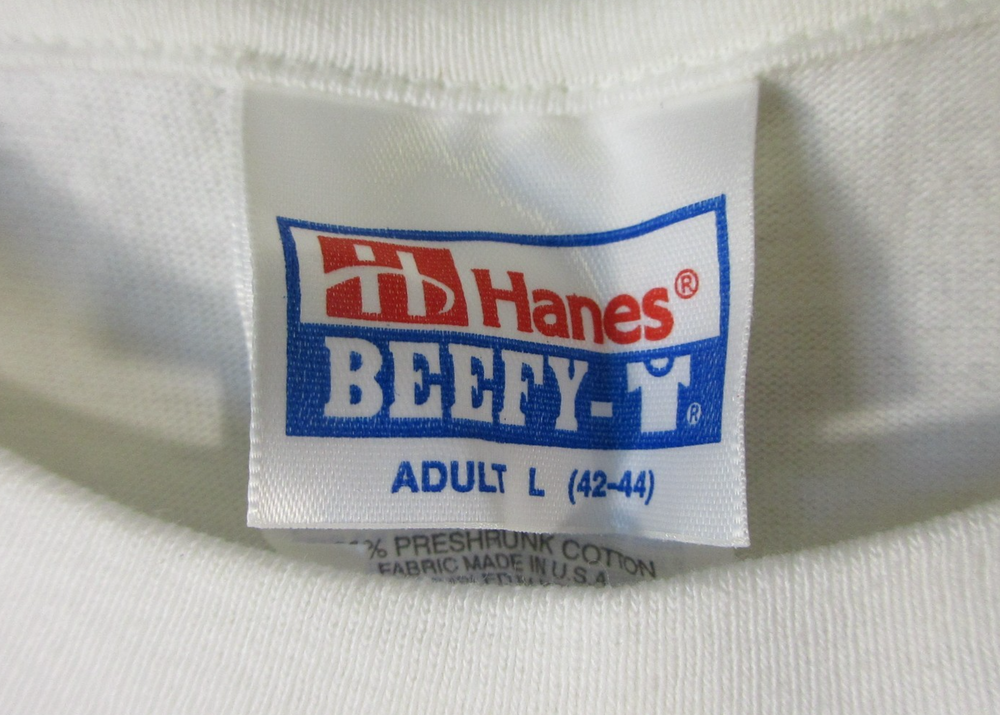 Hanes®
BEEFY-T®
ADULT L (42-44)
% PRESHRUNK COTTON
FABRIC MADE IN U.S.A